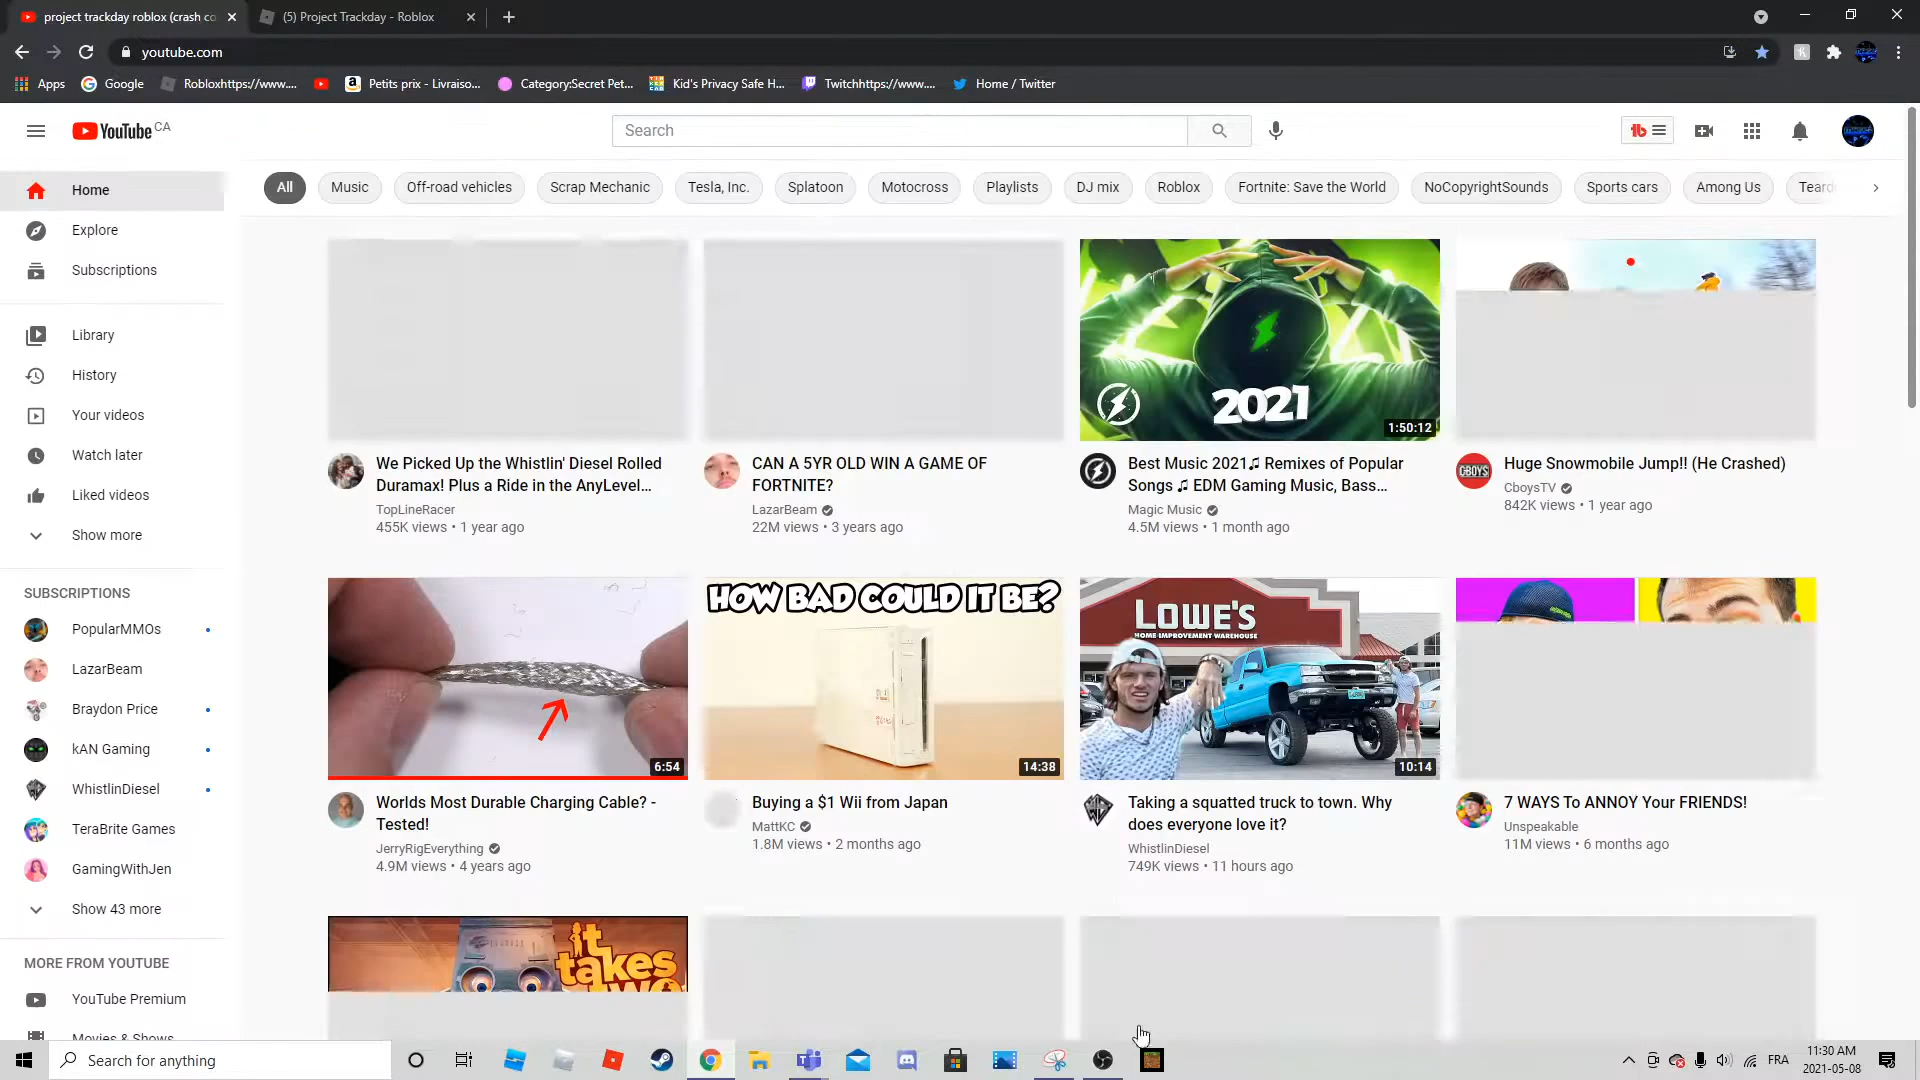 project trackday roblox (crash co
(5) Project Trackday - Roblox
youtube.com
Apps
Google
Robloxhttps://www....
Petits prix - Livraiso...
Category:Secret Pet...
Kid's Privacy Safe H...
Twitchhttps://www....
Home / Twitter
YouTube CA
Search
All
Music
Off-road vehicles
Scrap Mechanic
Tesla, Inc.
Splatoon
Motocross
Playlists
DJ mix
Roblox
Fortnite: Save the World
NoCopyrightSounds
Sports cars
Among Us
Teard
Home
Explore
Subscriptions
Library
History
Your videos
Watch later
Liked videos
Show more
SUBSCRIPTIONS
PopularMMOs
LazarBeam
Braydon Price
kAN Gaming
WhistlinDiesel
TeraBrite Games
GamingWithJen
Show 43 more
MORE FROM YOUTUBE
YouTube Premium
Movies & Shows
2021
1:50:12
We Picked Up the Whistlin' Diesel Rolled
Duramax! Plus a Ride in the AnyLevel...
TopLineRacer
455K views • 1 year ago
CAN A 5YR OLD WIN A GAME OF
FORTNITE?
LazarBeam
22M views • 3 years ago
Best Music 2021♫ Remixes of Popular
Songs ♫ EDM Gaming Music, Bass...
Magic Music
4.5M views • 1 month ago
CBOYS
Huge Snowmobile Jump!! (He Crashed)
CboysTV
842K views • 1 year ago
6:54
HOW BAD COULD IT BE?
14:38
LOWE'S
HOME IMPROVEMENT WAREHOUSE
10:14
Worlds Most Durable Charging Cable? -
Tested!
JerryRigEverything
4.9M views • 4 years ago
Buying a $1 Wii from Japan
MattKC
1.8M views • 2 months ago
Taking a squatted truck to town. Why
does everyone love it?
WhistlinDiesel
749K views • 11 hours ago
7 WAYS To ANNOY Your FRIENDS!
Unspeakable
11M views • 6 months ago
it
takes
Search for anything
FRA
11:30 AM
2021-05-08